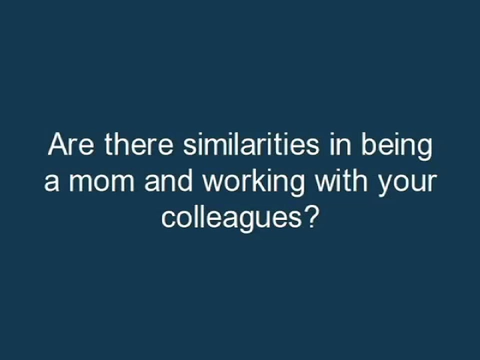 Are there similarities in being
a mom and working with your
colleagues?